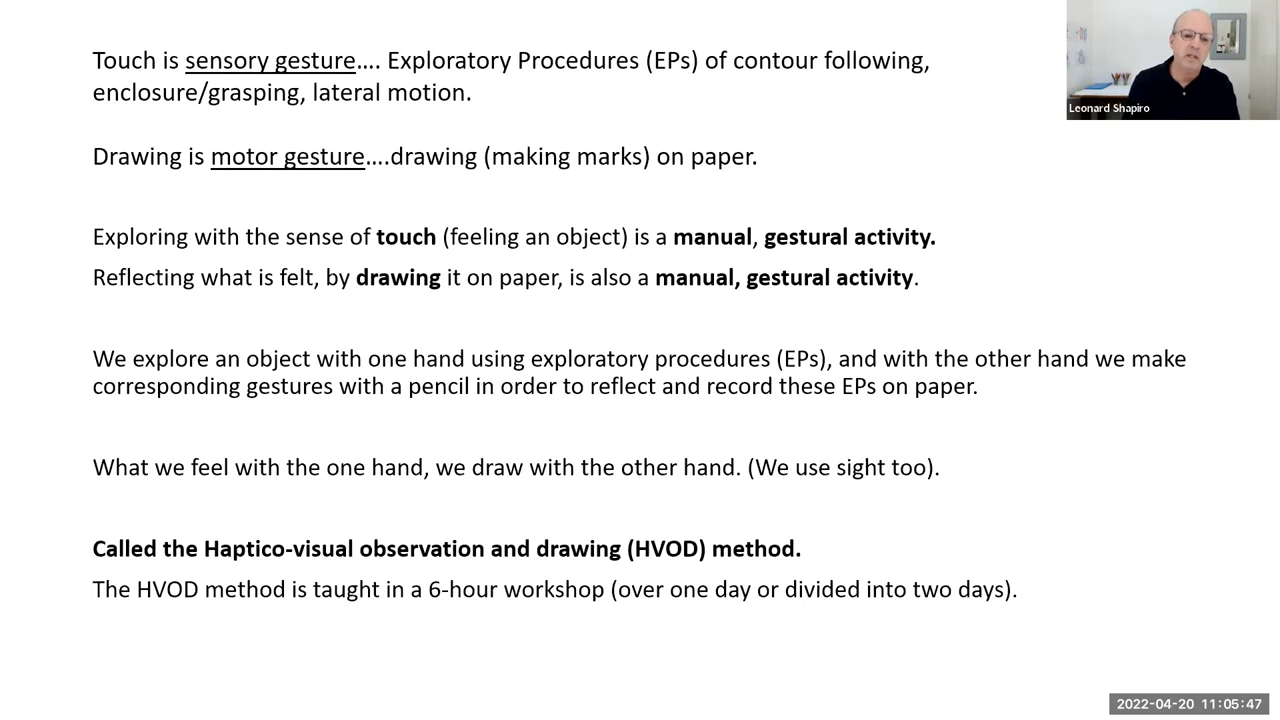 Touch is sensory gesture…. Exploratory Procedures (EPs) of contour following,
enclosure/grasping, lateral motion.
Drawing is motor gesture….drawing (making marks) on paper.
Exploring with the sense of touch (feeling an object) is a manual, gestural activity.
Reflecting what is felt, by drawing it on paper, is also a manual, gestural activity.
We explore an object with one hand using exploratory procedures (EPs), and with the other hand we make
corresponding gestures with a pencil in order to reflect and record these EPs on paper.
What we feel with the one hand, we draw with the other hand. (We use sight too).
Called the Haptico-visual observation and drawing (HVOD) method.
The HVOD method is taught in a 6-hour workshop (over one day or divided into two days).
Leonard Shapiro
2022-04-20 11:05:47